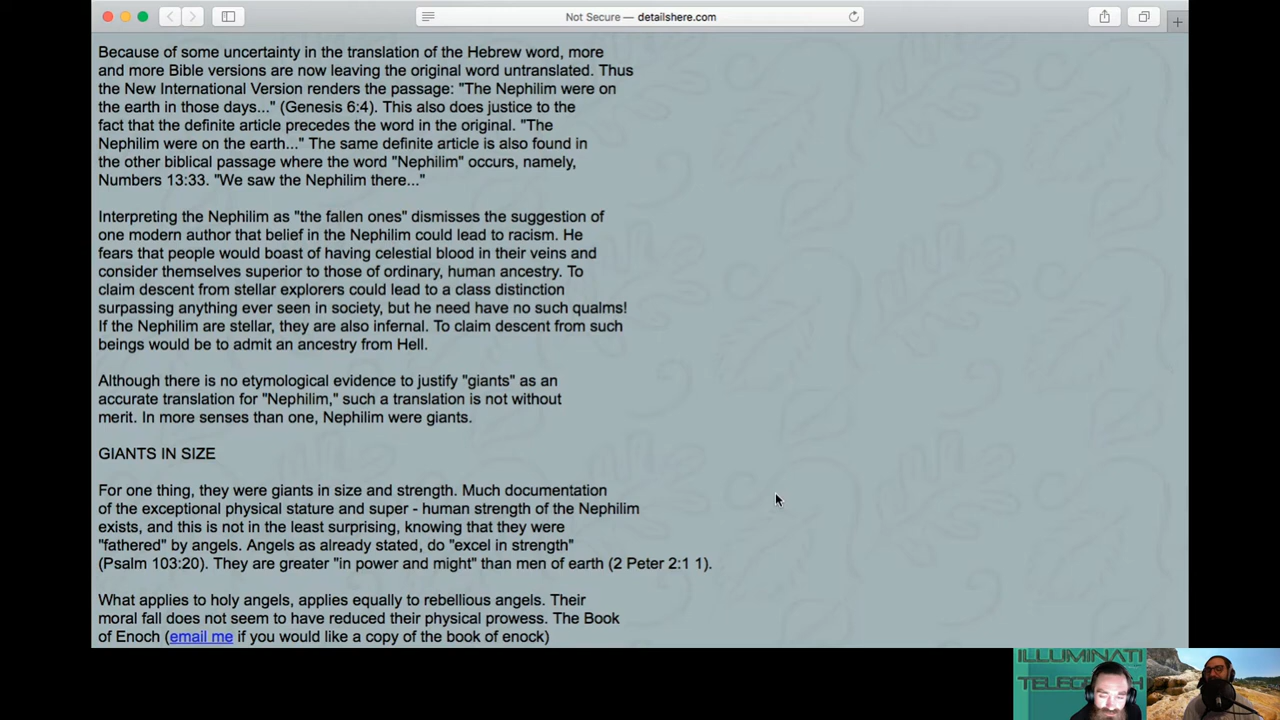 Not Secure — detailshere.com
Because of some uncertainty in the translation of the Hebrew word, more
and more Bible versions are now leaving the original word untranslated. Thus
the New International Version renders the passage: "The Nephilim were on
the earth in those days..." (Genesis 6:4). This also does justice to the
fact that the definite article precedes the word in the original. "The
Nephilim were on the earth..." The same definite article is also found in
the other biblical passage where the word "Nephilim" occurs, namely,
Numbers 13:33. "We saw the Nephilim there..."
Interpreting the Nephilim as "the fallen ones" dismisses the suggestion of
one modern author that belief in the Nephilim could lead to racism. He
fears that people would boast of having celestial blood in their veins and
consider themselves superior to those of ordinary, human ancestry. To
claim descent from stellar explorers could lead to a class distinction
surpassing anything ever seen in society, but he need have no such qualms!
If the Nephilim are stellar, they are also infernal. To claim descent from such
beings would be to admit an ancestry from Hell.
Although there is no etymological evidence to justify "giants" as an
accurate translation for "Nephilim," such a translation is not without
merit. In more senses than one, Nephilim were giants.
GIANTS IN SIZE
For one thing, they were giants in size and strength. Much documentation
of the exceptional physical stature and super - human strength of the Nephilim
exists, and this is not in the least surprising, knowing that they were
"fathered" by angels. Angels as already stated, do "excel in strength"
(Psalm 103:20). They are greater "in power and might" than men of earth (2 Peter 2:1 1).
What applies to holy angels, applies equally to rebellious angels. Their
moral fall does not seem to have reduced their physical prowess. The Book
of Enoch (email me if you would like a copy of the book of enock)
ILLUMINATI